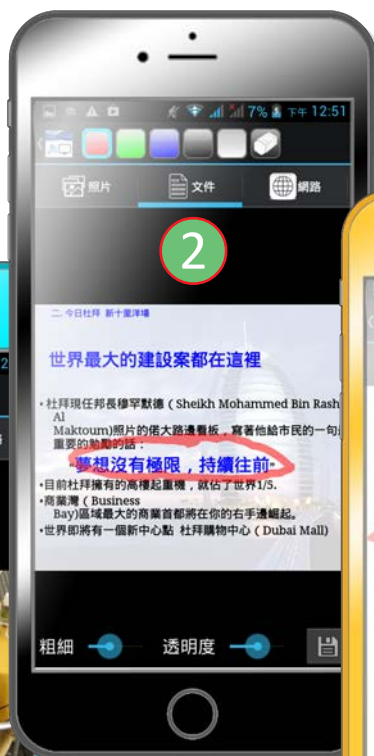 7% 下午 12:51
照片 文件 網路
2
二. 今日杜拜 新十里洋場
世界最大的建設案都在這裡
•杜拜現任邦長穆罕默德(Sheikh Mohammed Bin Rash
Al
Maktoum)照片的偌大路邊看板,寫著他給市民的一句
重要的勉勵的話:
“夢想沒有極限,持續往前”
•目前杜拜擁有的高樓起重機,就佔了世界1/5.
•商業灣(Business
Bay)區域最大的商業首都將在你的右手邊崛起。
•世界即將有一個新中心點 杜拜購物中心(Dubai Mall)
粗細 透明度